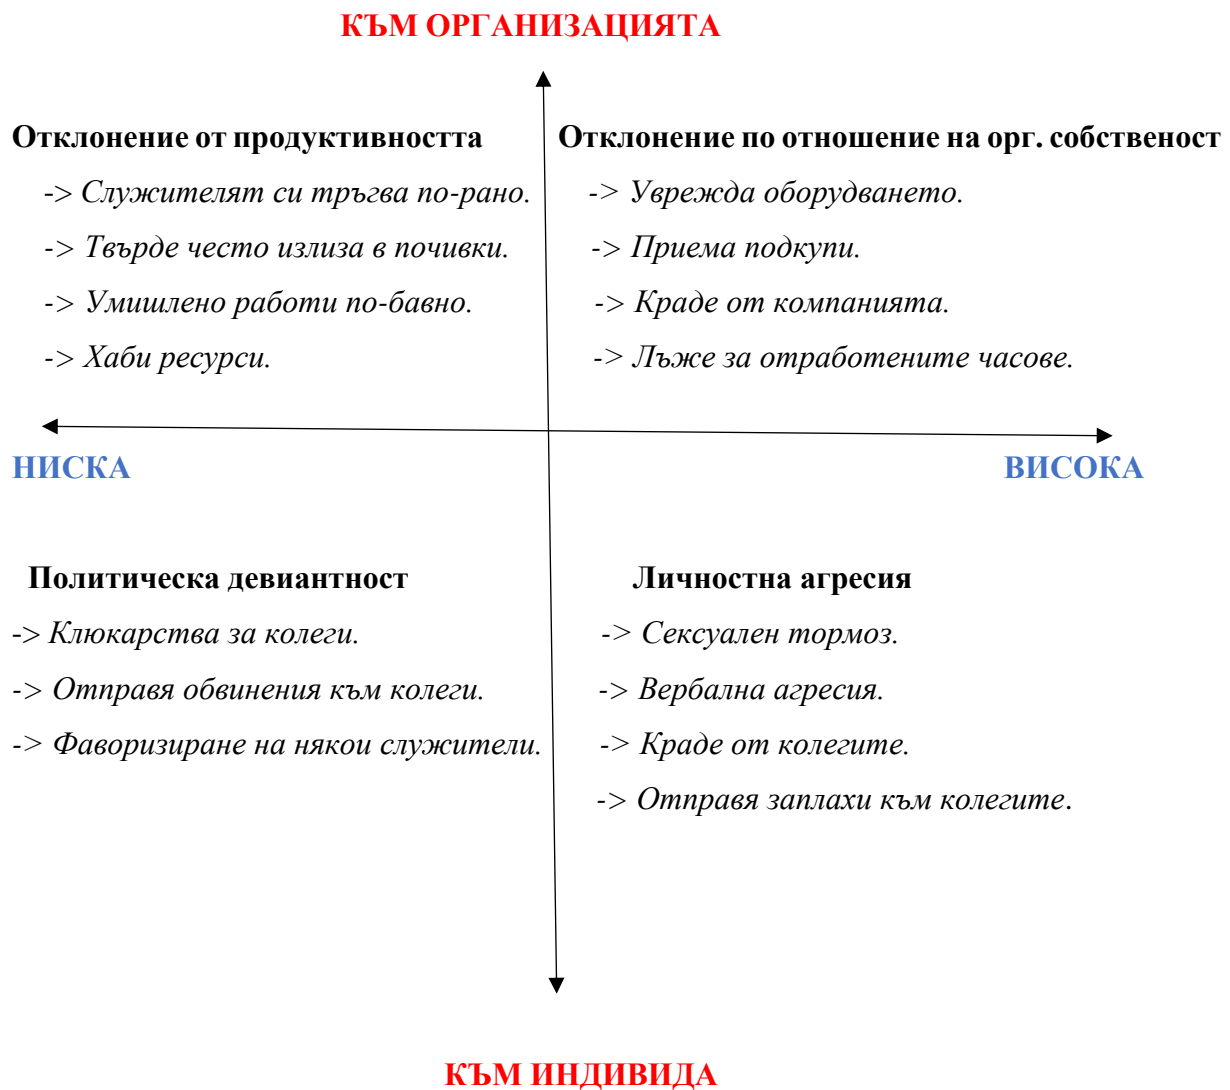 КЪМ ОРГАНИЗАЦИЯТА
Отклонение от продуктивността
-> Служителят си тръгва по-рано.
-> Твърде често излиза в почивки.
-> Умишлено работи по-бавно.
-> Хаби ресурси.
Отклонение по отношение на орг. собственост
-> Уврежда оборудването.
-> Приема подкупи.
-> Краде от компанията.
-> Лъже за отработените часове.
НИСКА
ВИСОКА
Политическа девиантност
-> Клюкарства за колеги.
-> Отправя обвинения към колеги.
-> Фаворизиране на някои служители.
Личностна агресия
-> Сексуален тормоз.
-> Вербална агресия.
-> Краде от колегите.
-> Отправя заплахи към колегите.
КЪМ ИНДИВИДА